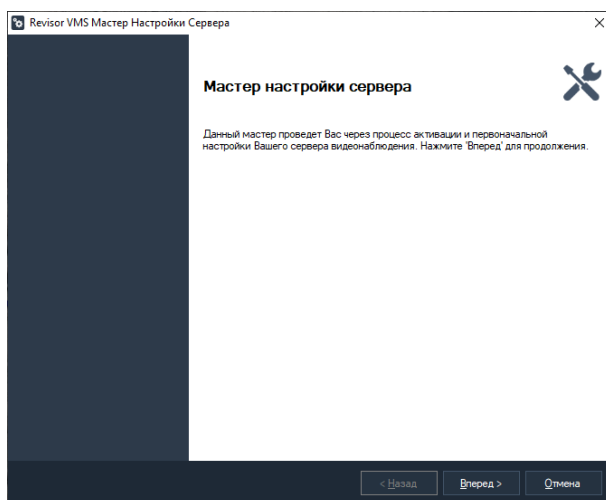 Revisor VMS Мастер Настройки Сервера
Мастер настройки сервера
Данный мастер проведет Вас через процесс активации и первоначальной
настройки Вашего сервера видеонаблюдения. Нажмите 'Вперед' для продолжения.
< Назад Вперед > Отмена